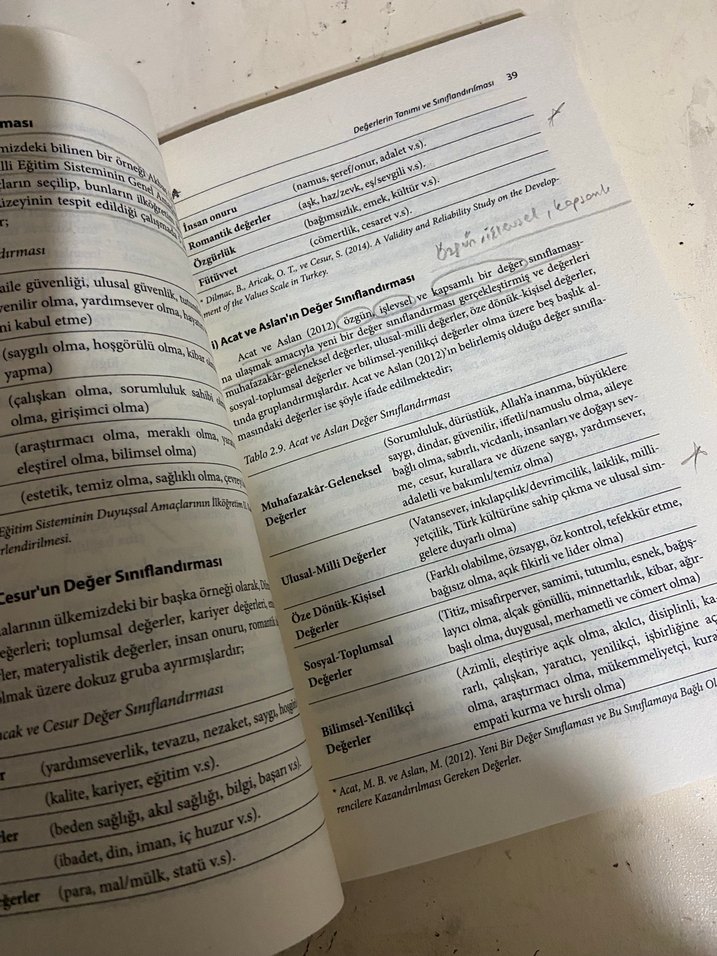 ması
mizdeki bilinen bir örneği
lli Eğitim Sisteminin Genel
ların seçilip, bunların
üzeyinin tespit edildiği
r;
dırması
aile güvenliği, ulusal güvenlik,
venilir olma, yardımsever olma,
ni kabul etme)
(saygılı olma, hoşgörülü olma, kibar
yapma)
(çalışkan olma, sorumluluk sahibi
olma, girişimci olma)
(araştırmacı olma, meraklı olma,
eleştirel olma, bilimsel olma)
(estetik, temiz olma, sağlıklı olma,
Eğitim Sisteminin Duyuşsal Amaçlarının İlköğretim
rlendirilmesi.
Cesur'un Değer Sınıflandırması
alarının ülkemizdeki bir başka örneği olarak,
eğerleri; toplumsal değerler, kariyer değerleri,
ler, materyalistik değerler, insan onuru,
lmak üzere dokuz gruba ayırmışlardır;
ıcak ve Cesur Değer Sınıflandırması
r (yardımseverlik, tevazu, nezaket, saygı,
(kalite, kariyer, eğitim v.s).
ler (beden sağlığı, akıl sağlığı, bilgi, başarı v.s).
(ibadet, din, iman, iç huzur v.s).
ğerler (para, mal/mülk, statü v.s).
Değerlerin Tanımı ve Sınıflandırılması 39
İnsan onuru (namus, şeref/onur, adalet v.s).
Romantik değerler (aşk, haz/zevk, eş/sevgili v.s).
Özgürlük (bağımsızlık, emek, kültür v.s).
Fütüvvet (cömertlik, cesaret v.s).
* Dilmaç, B., Aricak, O. T., ve Cesur, S. (2014). A Validity and Reliability Study on the Develop-
ment of the Values Scale in Turkey.
Özgün işlevsel, kapsamlı
i) Acat ve Aslan'ın Değer Sınıflandırması
Acat ve Aslan (2012), özgün, işlevsel ve kapsamlı bir değer sınıflaması-
na ulaşmak amacıyla yeni bir değer sınıflandırması gerçekleştirmiş ve değerleri
muhafazakâr-geleneksel değerler, ulusal-milli değerler, öze dönük-kişisel değerler,
sosyal-toplumsal değerler ve bilimsel-yenilikçi değerler olma üzere beş başlık al-
tında gruplandırmışlardır. Acat ve Aslan (2012)'ın belirlemiş olduğu değer sınıfla-
masındaki değerler ise şöyle ifade edilmektedir;
Tablo 2.9. Acat ve Aslan Değer Sınıflandırması
Muhafazakâr-Geleneksel
Değerler
(Sorumluluk, dürüstlük, Allah'a inanma, büyüklere
saygı, dindar, güvenilir, iffetli/namuslu olma, aileye
bağlı olma, sabırlı, vicdanlı, insanları ve doğayı sev-
me, cesur, kurallara ve düzene saygı, yardımsever,
adaletli ve bakımlı/temiz olma)
Ulusal-Milli Değerler
(Vatansever, inkılapçılık/devrimcilik, laiklik, milli-
yetçilik, Türk kültürüne sahip çıkma ve ulusal sim-
gelere duyarlı olma)
Öze Dönük-Kişisel
Değerler
(Farklı olabilme, özsaygı, öz kontrol, tefekkür etme,
bağısız olma, açık fikirli ve lider olma)
Sosyal-Toplumsal
Değerler
(Titiz, misafirperver, samimi, tutumlu, esnek, bağış-
layıcı olma, alçak gönüllü, minnettarlık, kibar, ağır-
başlı olma, duygusal, merhametli ve cömert olma)
Bilimsel-Yenilikçi
Değerler
(Azimli, eleştiriye açık olma, akılcı, disiplinli, ka-
rarlı, çalışkan, yaratıcı, yenilikçi, işbirliğine aç
olma, araştırmacı olma, mükemmeliyetçi, kura
empati kurma ve hırslı olma)
* Acat, M. B. ve Aslan, M. (2012). Yeni Bir Değer Sınıflaması ve Bu Sınıflamaya Bağlı Ol
rencilere Kazandırılması Gereken Değerler.